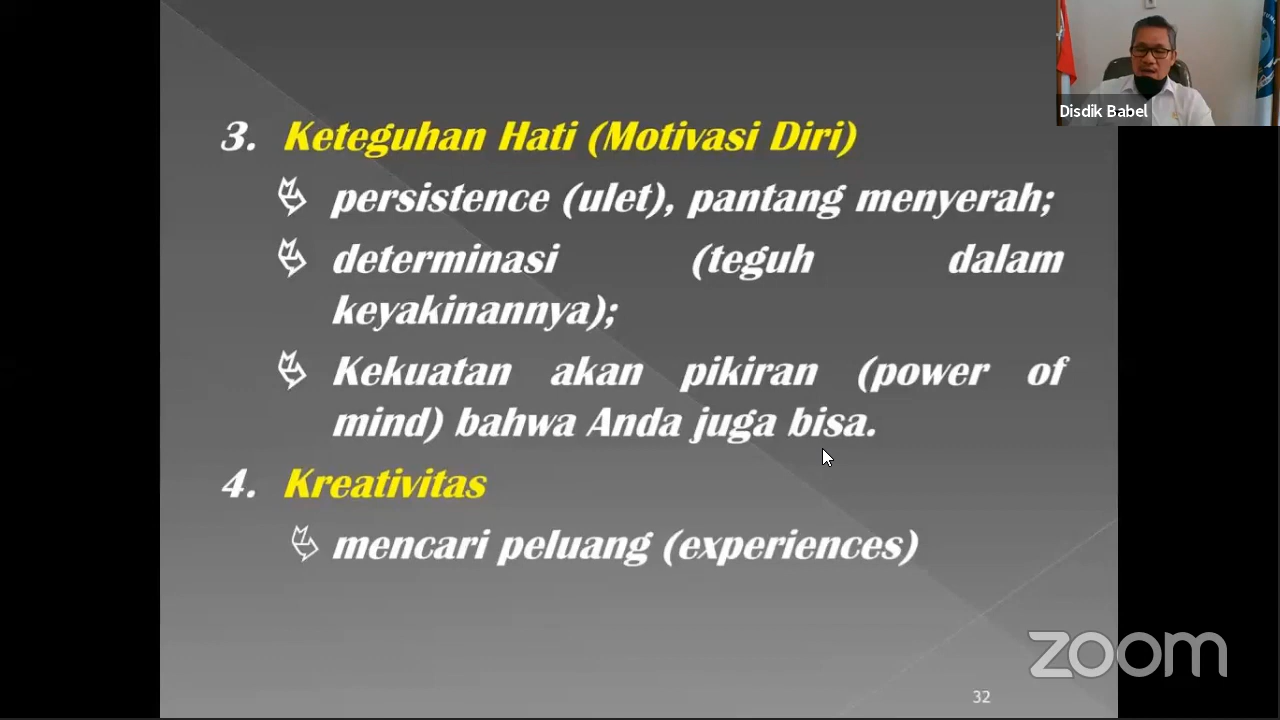 Disdik Babel
3. Keteguhan Hati (Motivasi Diri)
persistence (ulet), pantang menyerah;
determinasi (teguh dalam
keyakinannya);
Kekuatan akan pikiran (power of
mind) bahwa Anda juga bisa.
4. Kreativitas
mencari peluang (experiences)
zoom
32